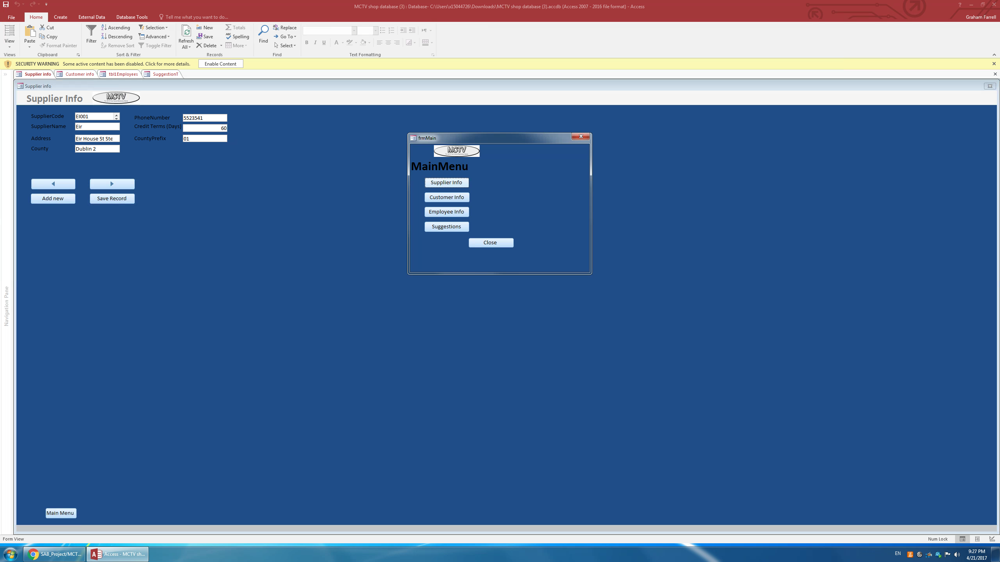 MCTV shop database (3) : Database- C:\Users\x15044726\Downloads\MCTV shop database (3).accdb (Access 2007 - 2016 file format) - Access
File Home Create External Data Database Tools Tell me what you want to do... Graham Farrell
View
Views
Paste
Cut
Copy
Format Painter
Clipboard
Filter
Ascending
Descending
Remove Sort
Selection
Advanced
Toggle Filter
Sort & Filter
Refresh
All
New
Save
Delete
Totals
Spelling
More
Records
Find
Replace
Go To
Select
Find
B I U A
Text Formatting
SECURITY WARNING Some active content has been disabled. Click for more details. Enable Content
Supplier info Customer info tbl1Employees SuggestionT
Supplier info
Supplier Info MCTV
SupplierCode EI001 PhoneNumber 5523541
SupplierName Eir Credit Terms (Days) 60
Address Eir House St Ste CountyPrefix 01
County Dublin 2
Add new Save Record
Main Menu
frmMain
MCTV
MainMenu
Supplier Info
Customer Info
Employee Info
Suggestions
Close
Navigation Pane
Form View Num Lock
SAB_Project/MCT... Access - MCTV sh... EN 9:27 PM
4/21/2017